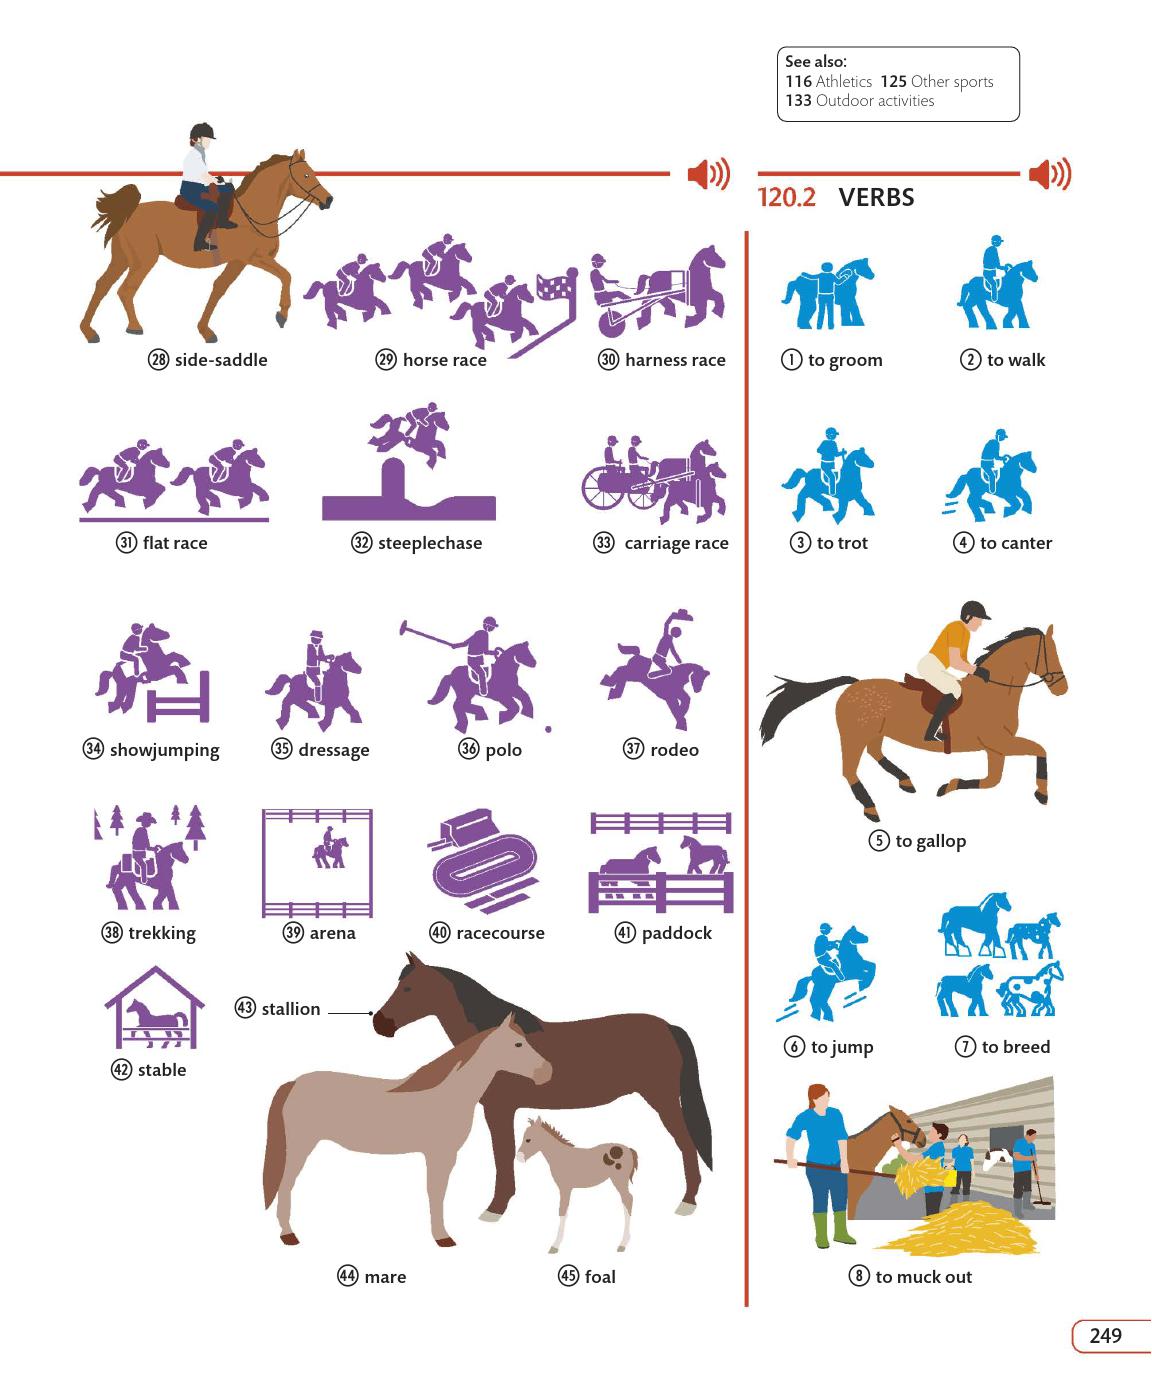 See also:
116 Athletics 125 Other sports
133 Outdoor activities
120.2 VERBS
28 side-saddle
29 horse race
30 harness race
31 flat race
32 steeplechase
33 carriage race
34 showjumping
35 dressage
36 polo
37 rodeo
38 trekking
39 arena
40 racecourse
41 paddock
42 stable
43 stallion
44 mare
45 foal
1 to groom
2 to walk
3 to trot
4 to canter
5 to gallop
6 to jump
7 to breed
8 to muck out
249